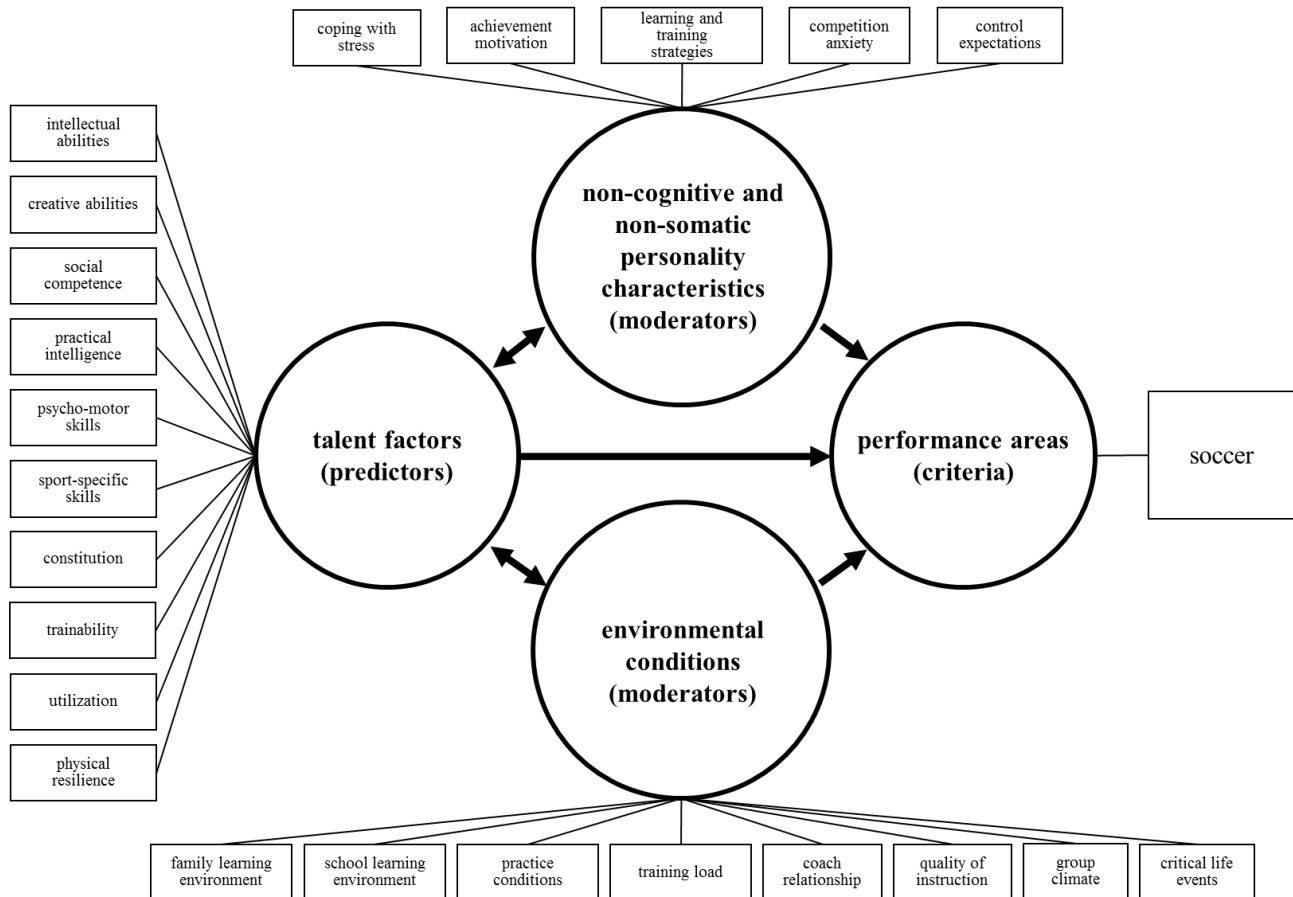 coping with
stress
achievement
motivation
learning and
training
strategies
competition
anxiety
control
expectations
intellectual
abilities
creative abilities
social
competence
practical
intelligence
psycho-motor
skills
sport-specific
skills
constitution
trainability
utilization
physical
resilience
non-cognitive and
non-somatic
personality
characteristics
(moderators)
talent factors
(predictors)
performance areas
(criteria)
soccer
environmental
conditions
(moderators)
family learning
environment
school learning
environment
practice
conditions
training load
coach
relationship
quality of
instruction
group
climate
critical life
events